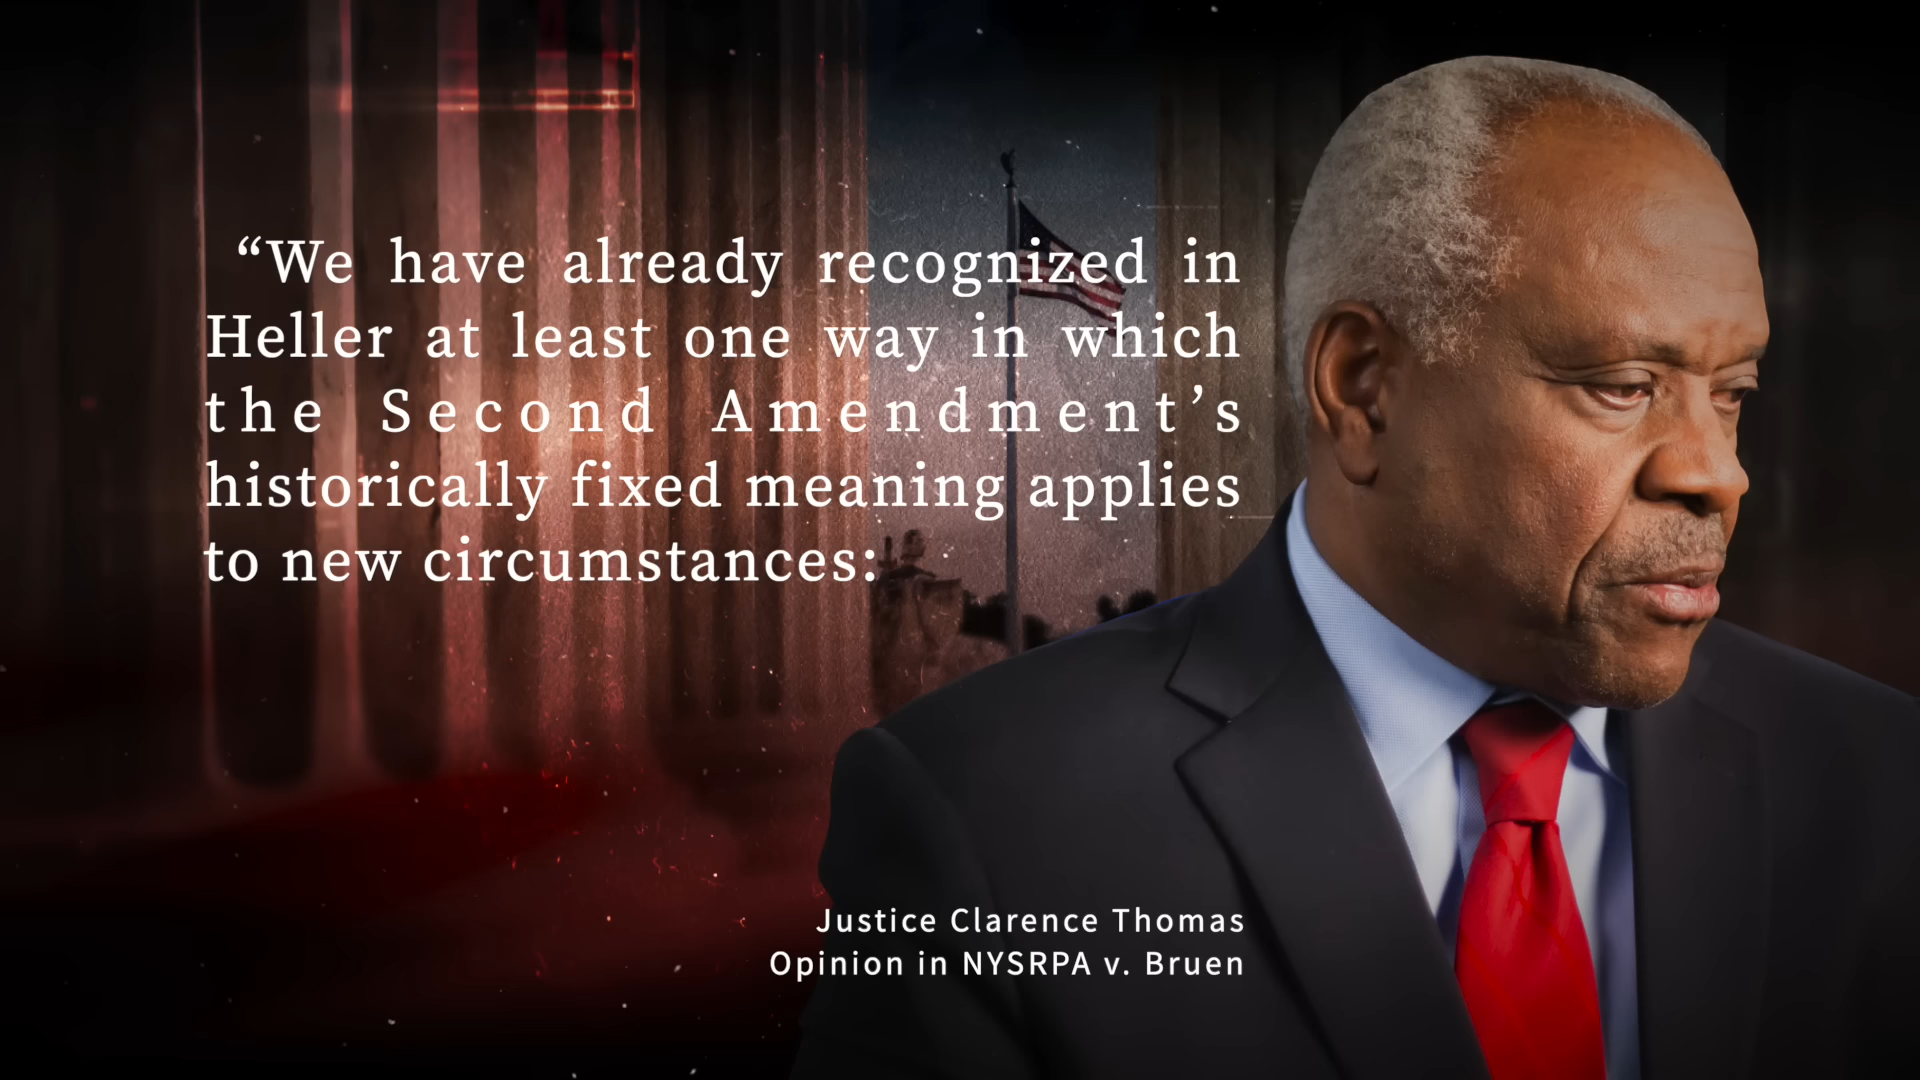 “We have already recognized in
Heller at least one way in which
the Second Amendment’s
historically fixed meaning applies
to new circumstances:
Justice Clarence Thomas
Opinion in NYSRPA v. Bruen